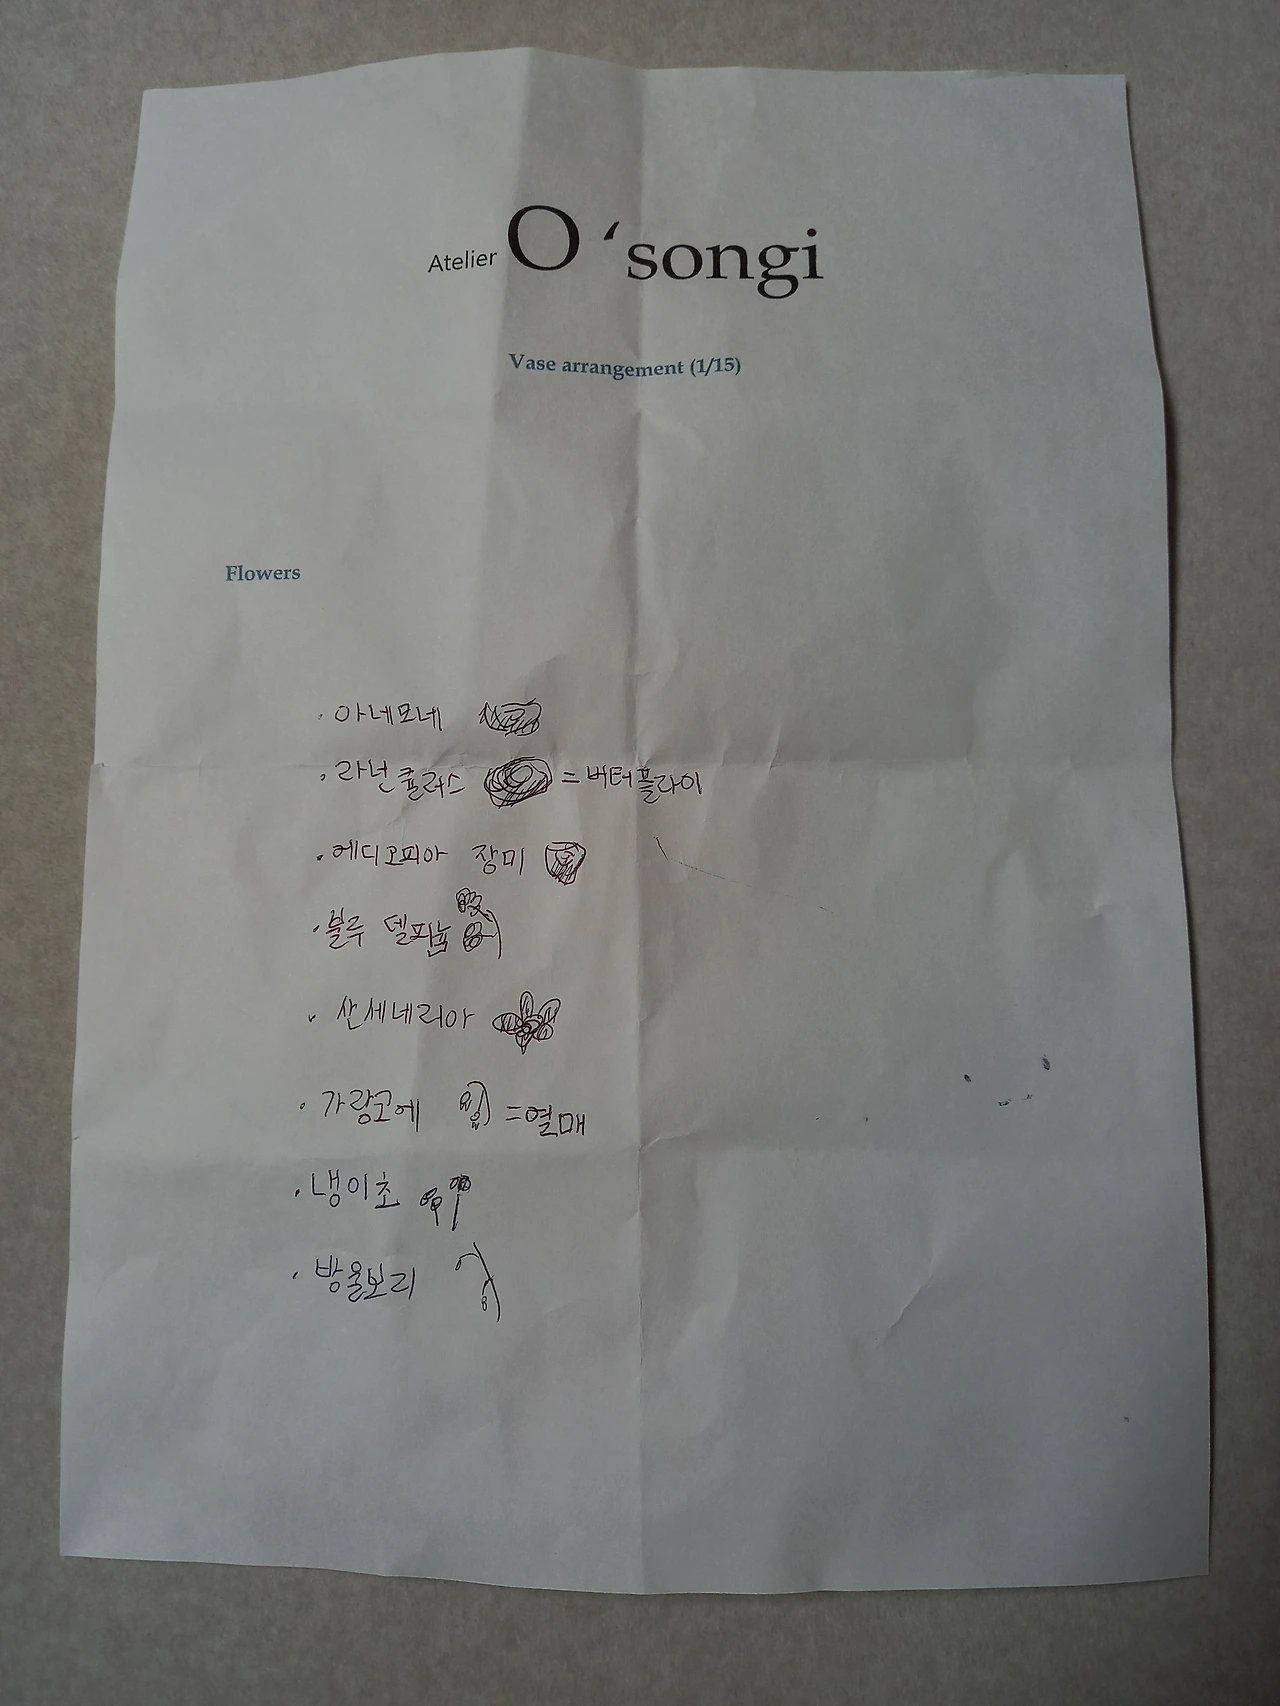 Atelier O 'songi
Vase arrangement (1/15)
Flowers
· 아네모네
· 라넌큘러스 = 버터플라이
· 에디오피아 장미
· 블루 델피늄
· 산세네리아
· 가랑코에 = 열매
· 냉이초
· 방울보리